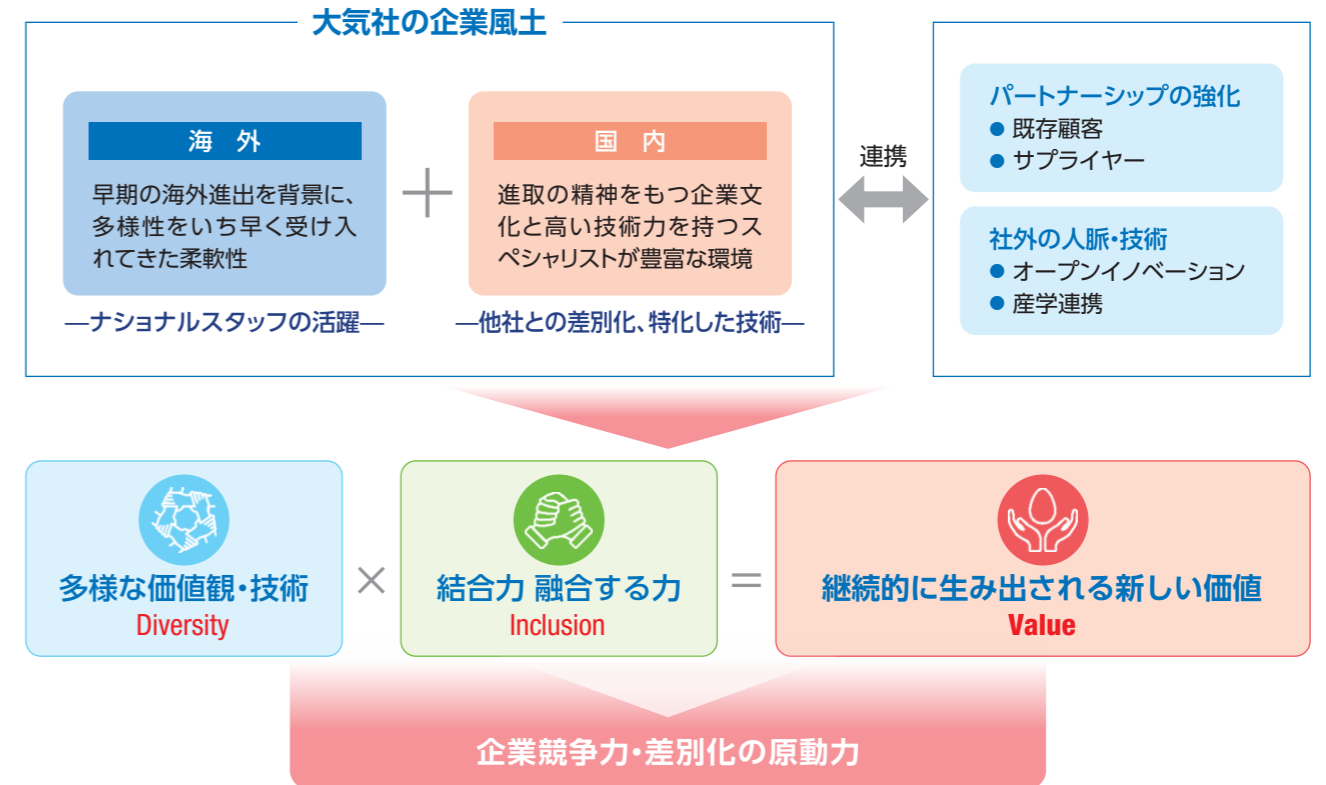 大気社の企業風土
海 外
早期の海外進出を背景に、
多様性をいち早く受け入
れてきた柔軟性
―ナショナルスタッフの活躍―
国 内
進取の精神をもつ企業文
化と高い技術力を持つス
ペシャリストが豊富な環境
―他社との差別化、特化した技術―
連携
パートナーシップの強化
● 既存顧客
● サプライヤー
社外の人脈・技術
● オープンイノベーション
● 産学連携
多様な価値観・技術
Diversity
×
結合力 融合する力
Inclusion
=
継続的に生み出される新しい価値
Value
企業競争力・差別化の原動力